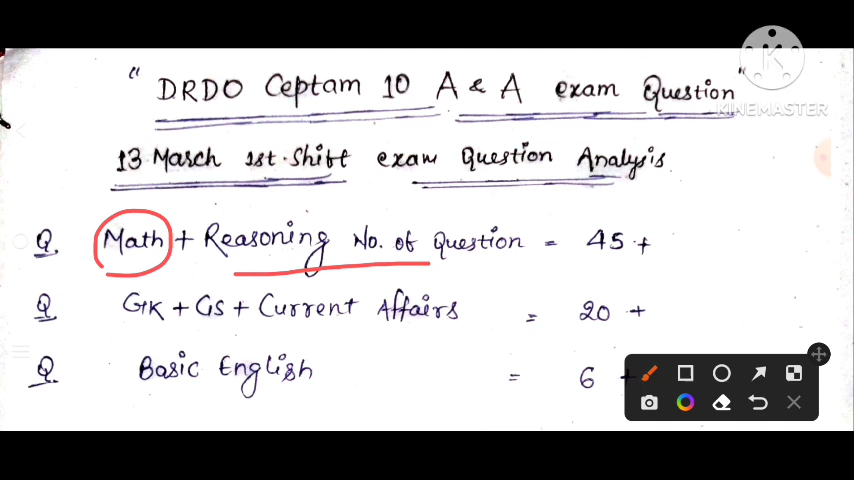 " DRDO Ceptam 10 A & A exam Question "
KINEMASTER
13 March 1st Shift exam Question Analysis
Q. Math + Reasoning No. of Question = 45 +
Q GK + GS + Current Affairs = 20 +
Q. Basic English = 6 +